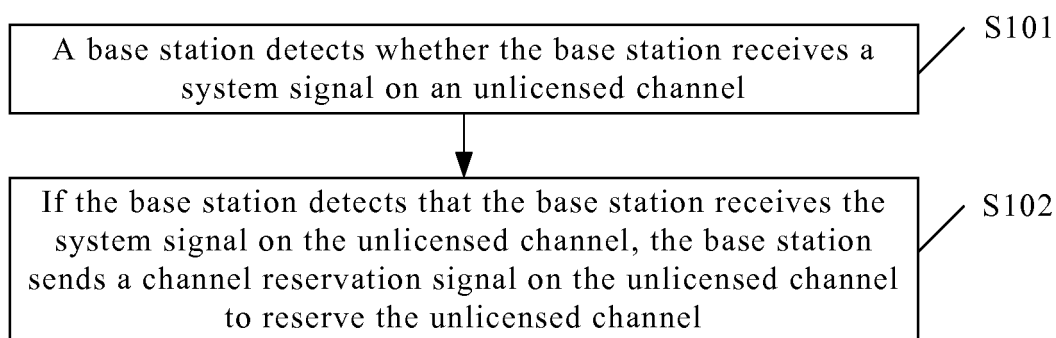 A base station detects whether the base station receives a
system signal on an unlicensed channel
S101
If the base station detects that the base station receives the
system signal on the unlicensed channel, the base station
sends a channel reservation signal on the unlicensed channel
to reserve the unlicensed channel
S102